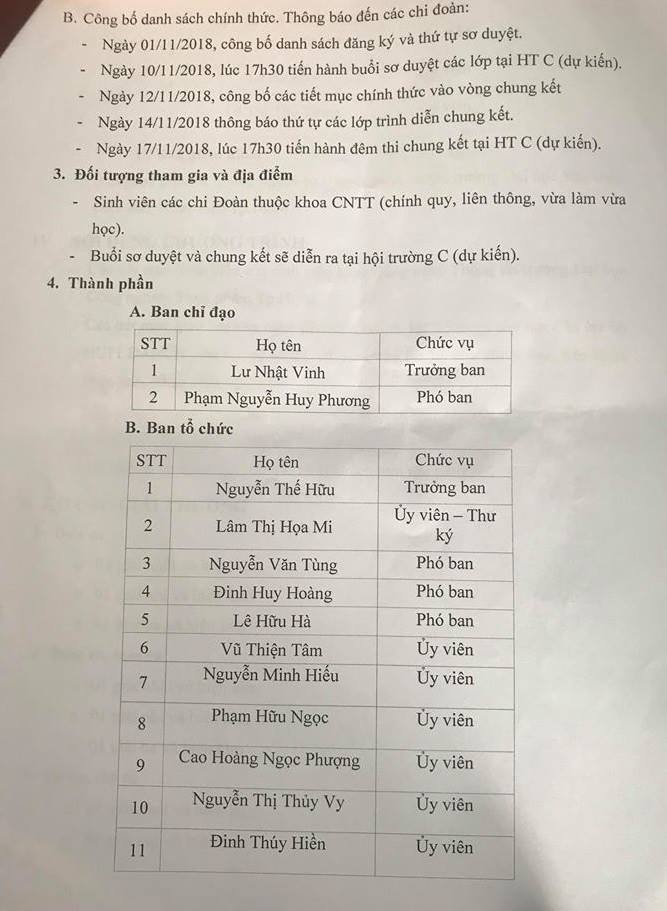 B. Công bố danh sách chính thức. Thông báo đến các chi đoàn:
- Ngày 01/11/2018, công bố danh sách đăng ký và thứ tự sơ duyệt.
- Ngày 10/11/2018, lúc 17h30 tiến hành buổi sơ duyệt các lớp tại HT C (dự kiến).
- Ngày 12/11/2018, công bố các tiết mục chính thức vào vòng chung kết
- Ngày 14/11/2018 thông báo thứ tự các lớp trình diễn chung kết.
- Ngày 17/11/2018, lúc 17h30 tiến hành đêm thi chung kết tại HT C (dự kiến).
3. Đối tượng tham gia và địa điểm
- Sinh viên các chi Đoàn thuộc khoa CNTT (chính quy, liên thông, vừa làm vừa
học).
- Buổi sơ duyệt và chung kết sẽ diễn ra tại hội trường C (dự kiến).
4. Thành phần
A. Ban chỉ đạo
STT Họ tên Chức vụ
1 Lư Nhật Vinh Trưởng ban
2 Phạm Nguyễn Huy Phương Phó ban
B. Ban tổ chức
STT Họ tên Chức vụ
1 Nguyễn Thế Hữu Trưởng ban
2 Lâm Thị Họa Mi Ủy viên – Thư
ký
3 Nguyễn Văn Tùng Phó ban
4 Đinh Huy Hoàng Phó ban
5 Lê Hữu Hà Phó ban
6 Vũ Thiện Tâm Ủy viên
7 Nguyễn Minh Hiếu Ủy viên
8 Phạm Hữu Ngọc Ủy viên
9 Cao Hoàng Ngọc Phượng Ủy viên
10 Nguyễn Thị Thủy Vy Ủy viên
11 Đinh Thúy Hiền Ủy viên